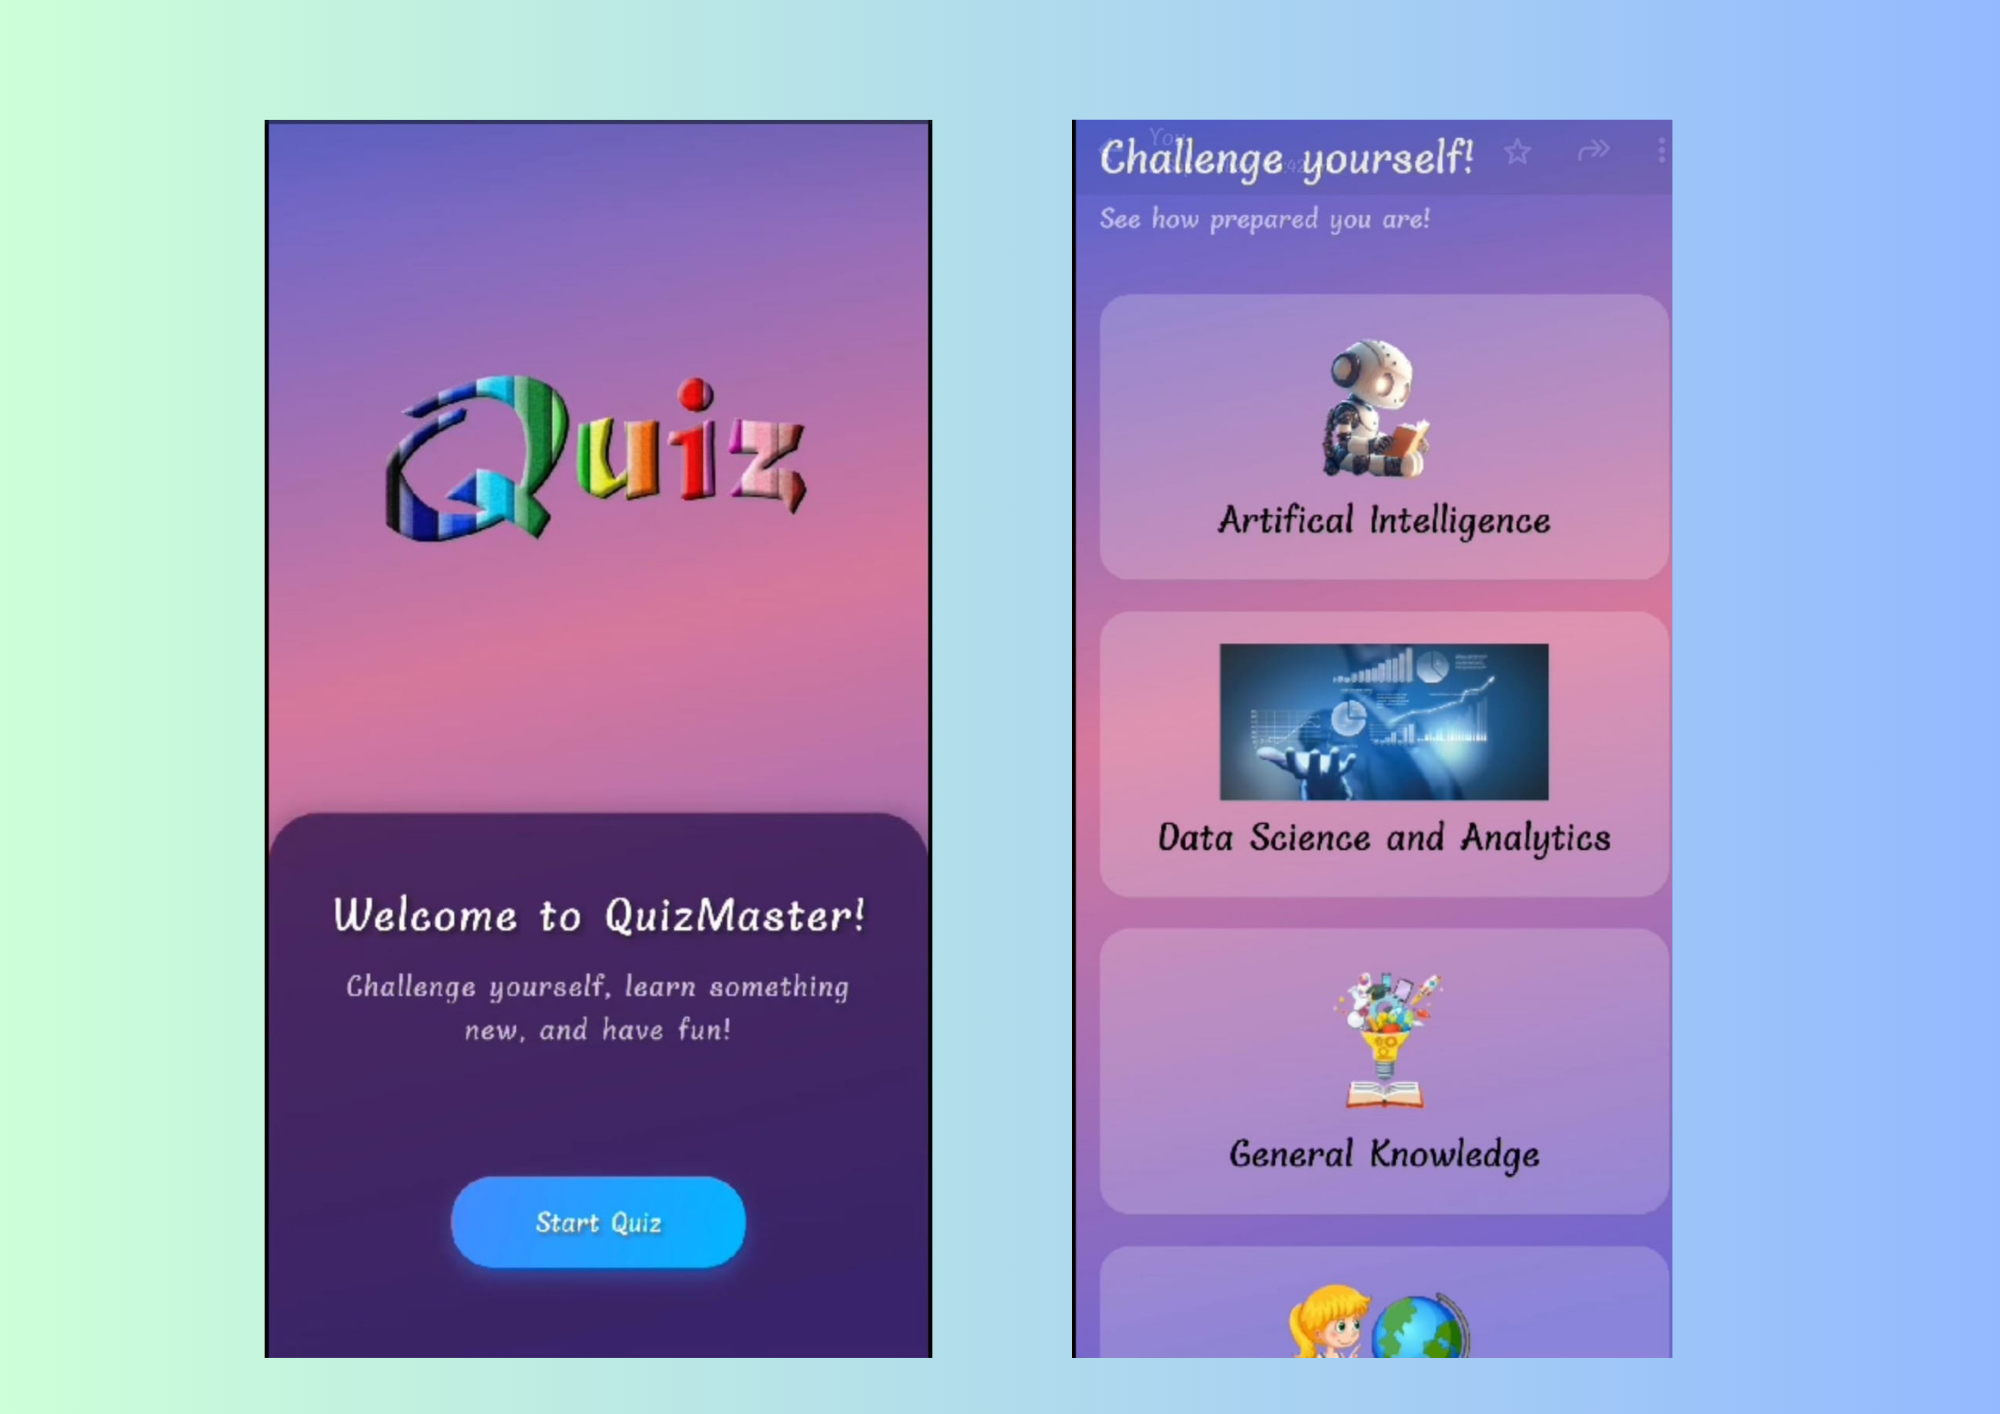 Quiz
Welcome to QuizMaster!
Challenge yourself, learn something
new, and have fun!
Start Quiz
You
Challenge yourself!
See how prepared you are!
Artifical Intelligence
Data Science and Analytics
General Knowledge